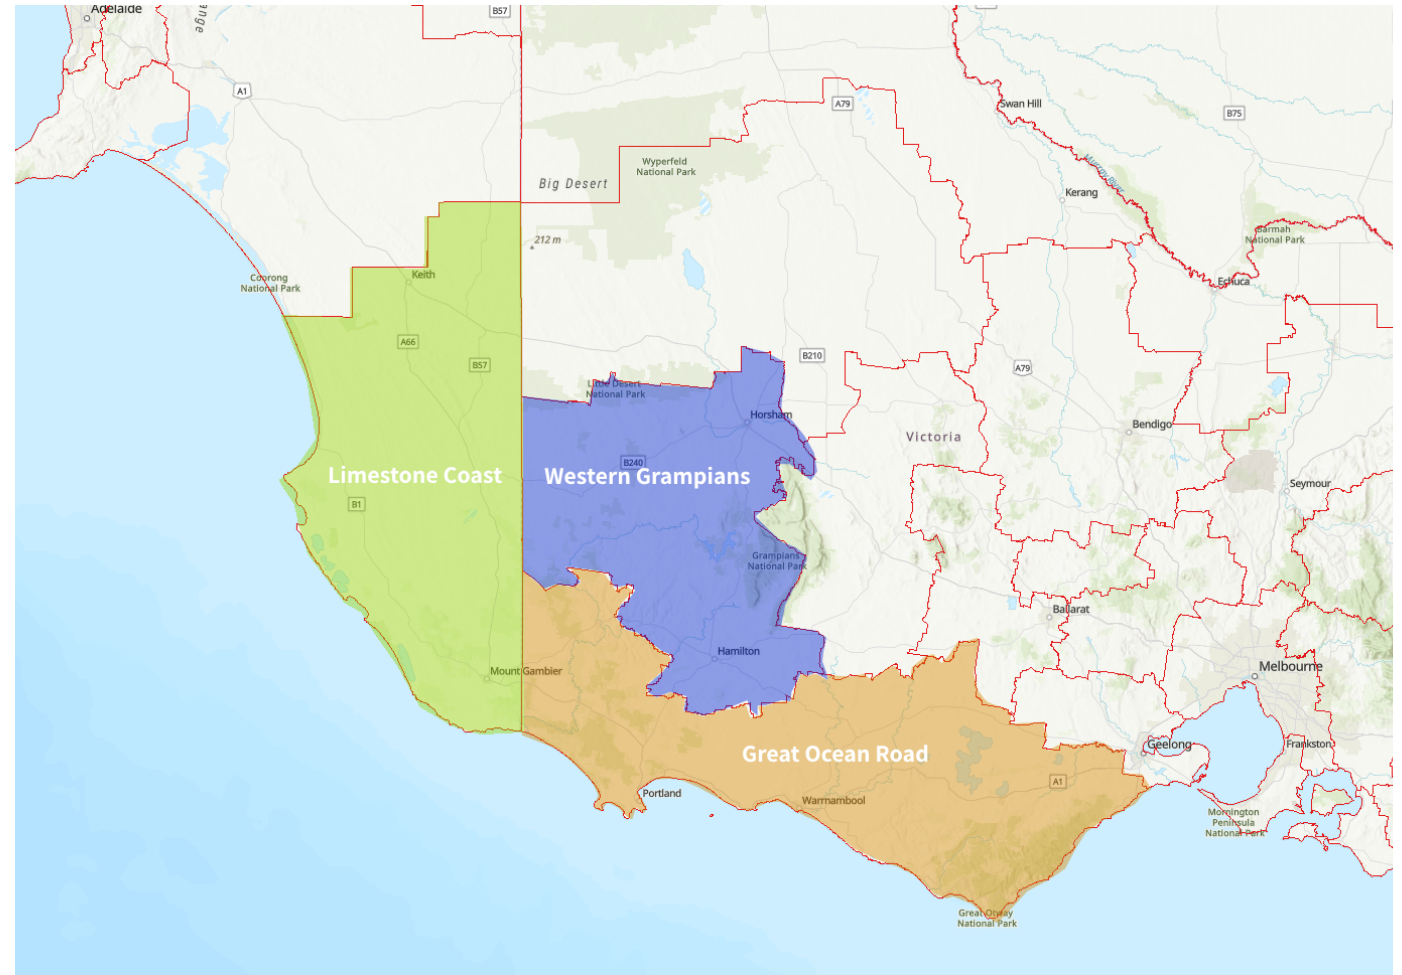 Adelaide
ange
B57
A1
A79
Swan Hill
B75
Murray River
Wyperfeld
National Park
Big Desert
Kerang
212 m
Barmah
National Park
Coorong
National Park
Keith
Echuca
A66
B57
B210
A79
Little Desert
National Park
Horsham
Victoria
Bendigo
B240
Limestone Coast
Western Grampians
Seymour
B1
Grampians
National Park
Ballarat
Hamilton
Mount Gambier
Melbourne
Great Ocean Road
Geelong
Frankston
A1
Portland
Warrnambool
Mornington
Peninsula
National Park
Great Otway
National Park